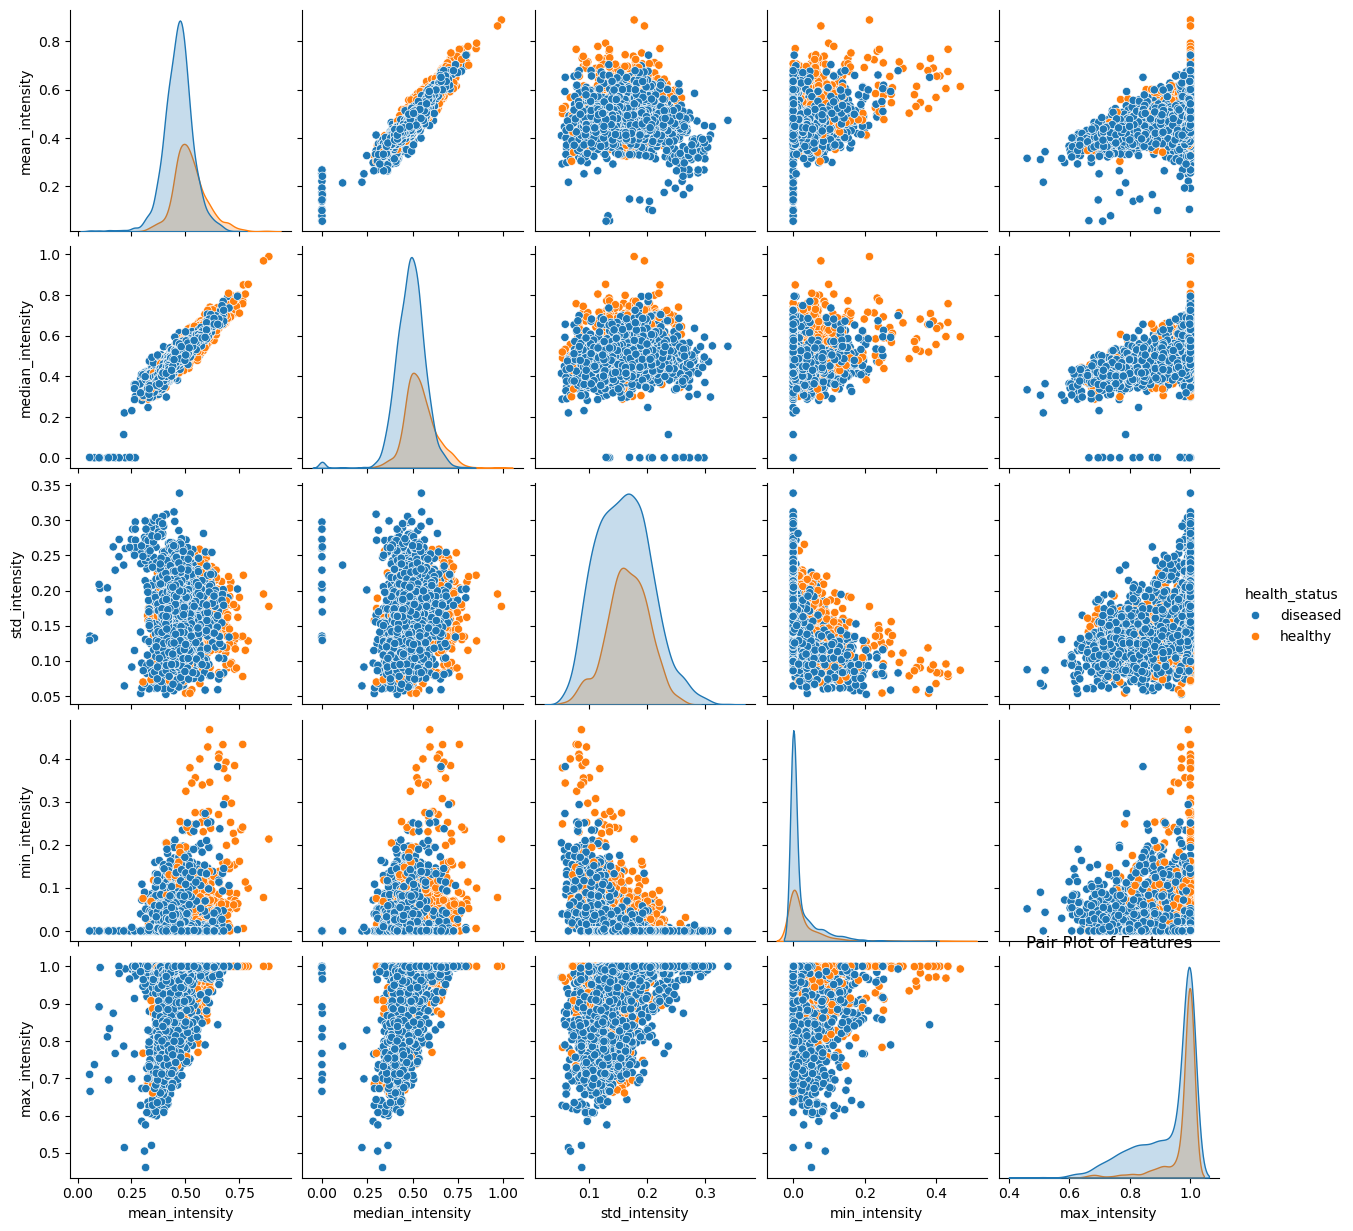 mean_intensity
0.8
0.6
0.4
0.2
median_intensity
1.0
0.8
0.6
0.4
0.2
0.0
std_intensity
0.35
0.30
0.25
0.20
0.15
0.10
0.05
health_status
diseased
healthy
min_intensity
0.4
0.3
0.2
0.1
0.0
Pair Plot of Features
max_intensity
1.0
0.9
0.8
0.7
0.6
0.5
0.00 0.25 0.50 0.75 0.00 0.25 0.50 0.75 1.00 0.1 0.2 0.3 0.0 0.2 0.4 0.4 0.6 0.8 1.0
mean_intensity median_intensity std_intensity min_intensity max_intensity